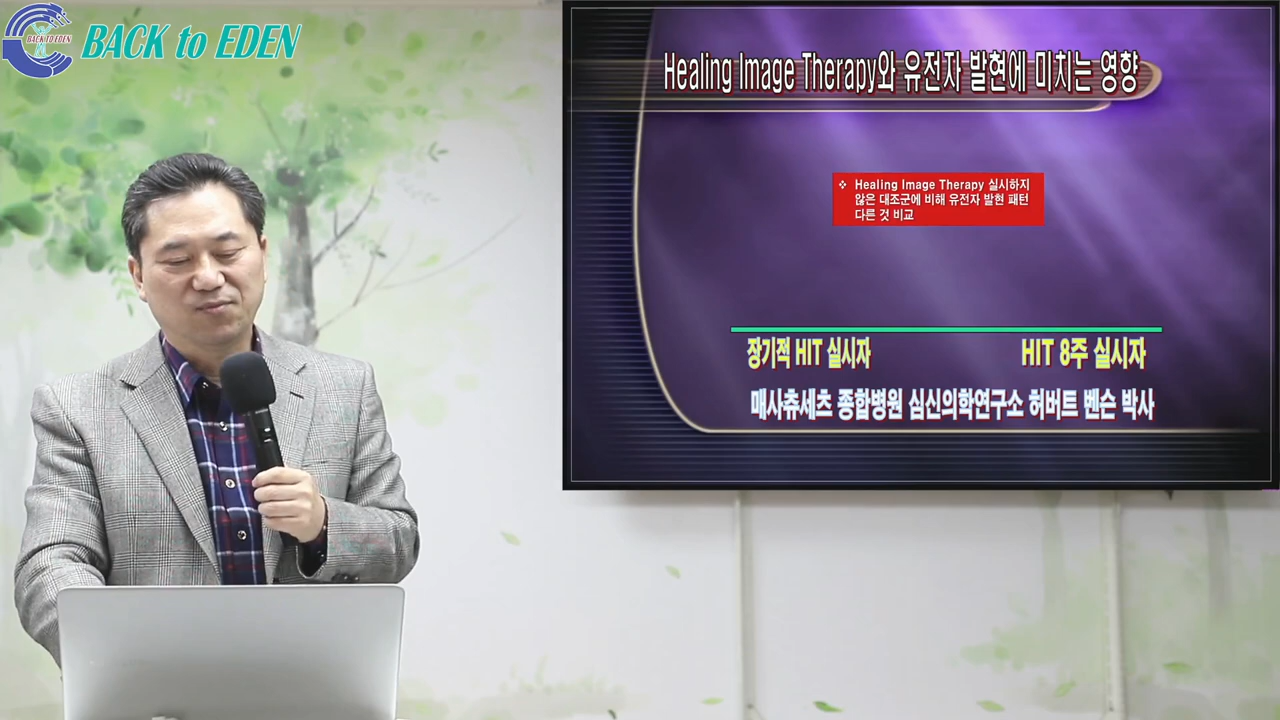 BACK TO EDEN
BACK to EDEN
Healing Image Therapy와 유전자 발현에 미치는 영향
❖ Healing Image Therapy 실시하지
않은 대조군에 비해 유전자 발현 패턴
다른 것 비교
장기적 HIT 실시자
HIT 8주 실시자
매사츄세츠 종합병원 심신의학연구소 허버트 벤슨 박사